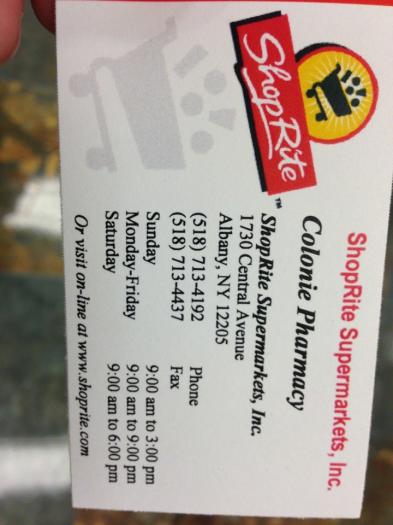 ShopRite™
ShopRite Supermarkets, Inc.
Colonie Pharmacy
ShopRite Supermarkets, Inc.
1730 Central Avenue
Albany, NY 12205
(518) 713-4192 Phone
(518) 713-4437 Fax
Sunday 9:00 am to 3:00 pm
Monday-Friday 9:00 am to 9:00 pm
Saturday 9:00 am to 6:00 pm
Or visit on-line at www.shoprite.com